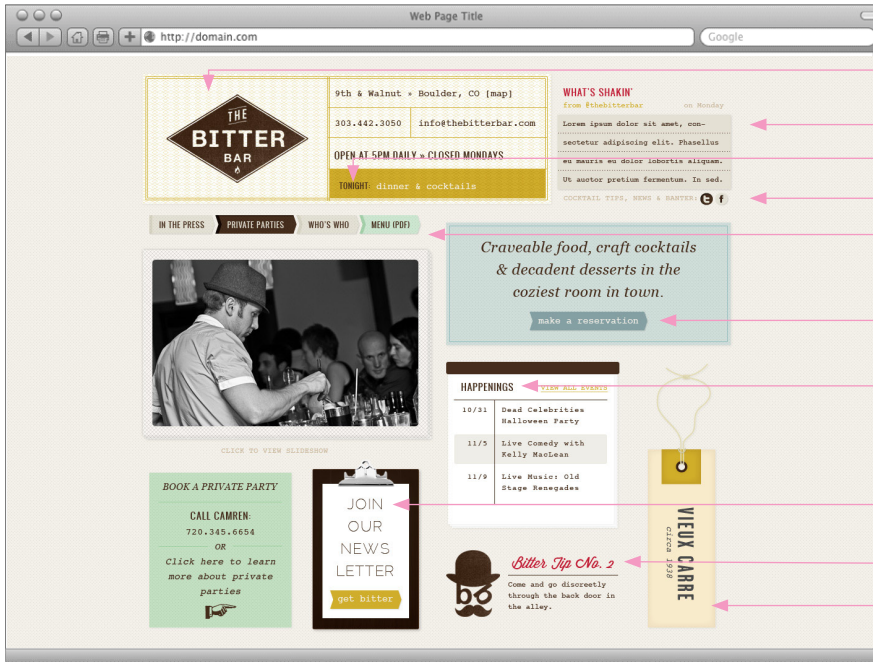 Web Page Title
http://domain.com
Google
THE
BITTER
BAR
9th & Walnut » Boulder, CO [map]
303.442.3050
info@thebitterbar.com
OPEN AT 5PM DAILY » CLOSED MONDAYS
TONIGHT: dinner & cocktails
WHAT'S SHAKIN'
from #thebitterbar
on Monday
Lorem ipsum dolor sit amet, con-
sectetur adipiscing elit. Phasellus
eu mauris eu dolor lobortis aliquam.
Ut auctor pretium fermentum. In sed.
COCKTAIL TIPS, NEWS & BANTER: t f
IN THE PRESS
PRIVATE PARTIES
WHO'S WHO
MENU (PDF)
Craveable food, craft cocktails
& decadent desserts in the
coziest room in town.
make a reservation
CLICK TO VIEW SLIDESHOW
HAPPENINGS
VIEW ALL EVENTS
10/31 Dead Celebrities
Halloween Party
11/5 Live Comedy with
Kelly MacLean
11/9 Live Music: Old
Stage Renegades
BOOK A PRIVATE PARTY
CALL CAMREN:
720.345.6654
OR
Click here to learn
more about private
parties
JOIN
OUR
NEWS
LETTER
get bitter
bg
Bitter Tip No. 2
Come and go discreetly
through the back door in
the alley.
VIEUX CARRE
circa 1938